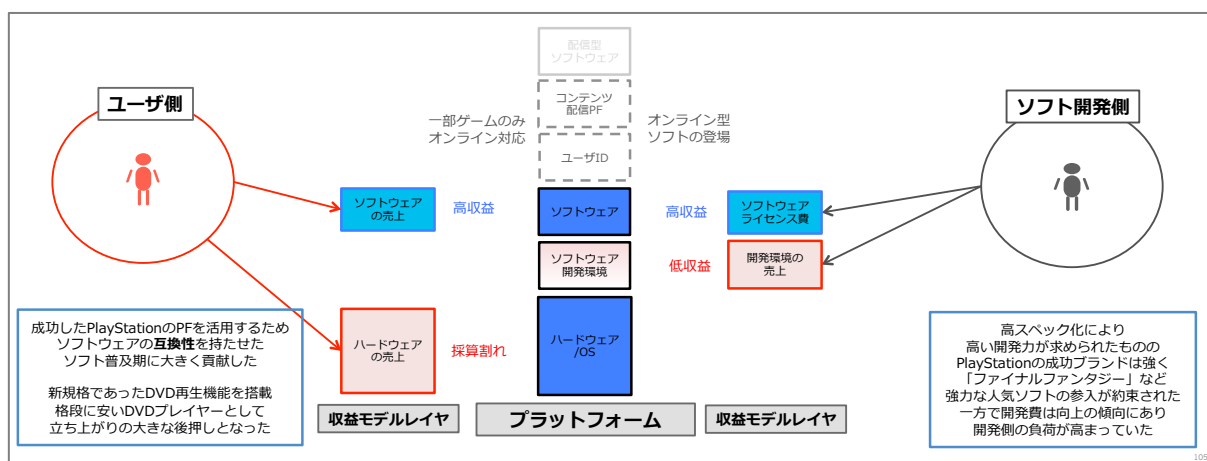 配信型
ソフトウェア
コンテンツ
配信PF
ユーザID
一部ゲームのみ
オンライン対応
オンライン型
ソフトの登場
ユーザ側
ソフト開発側
ソフトウェア
の売上
高収益
ソフトウェア
高収益
ソフトウェア
ライセンス費
ソフトウェア
開発環境
低収益
開発環境の
売上
ハードウェア
の売上
採算割れ
ハードウェア
/OS
成功したPlayStationのPFを活用するため
ソフトウェアの互換性を持たせた
ソフト普及期に大きく貢献した
新規格であったDVD再生機能を搭載
格段に安いDVDプレイヤーとして
立ち上がりの大きな後押しとなった
高スペック化により
高い開発力が求められたものの
PlayStationの成功ブランドは強く
「ファイナルファンタジー」など
強力な人気ソフトの参入が約束された
一方で開発費は向上の傾向にあり
開発側の負荷が高まっていた
収益モデルレイヤ
プラットフォーム
収益モデルレイヤ
105